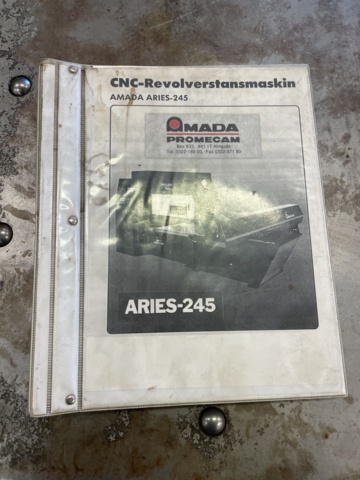 CNC-Revolverstansmaskin
AMADA ARIES-245
AMADA
PROMECAM
ARIES-245